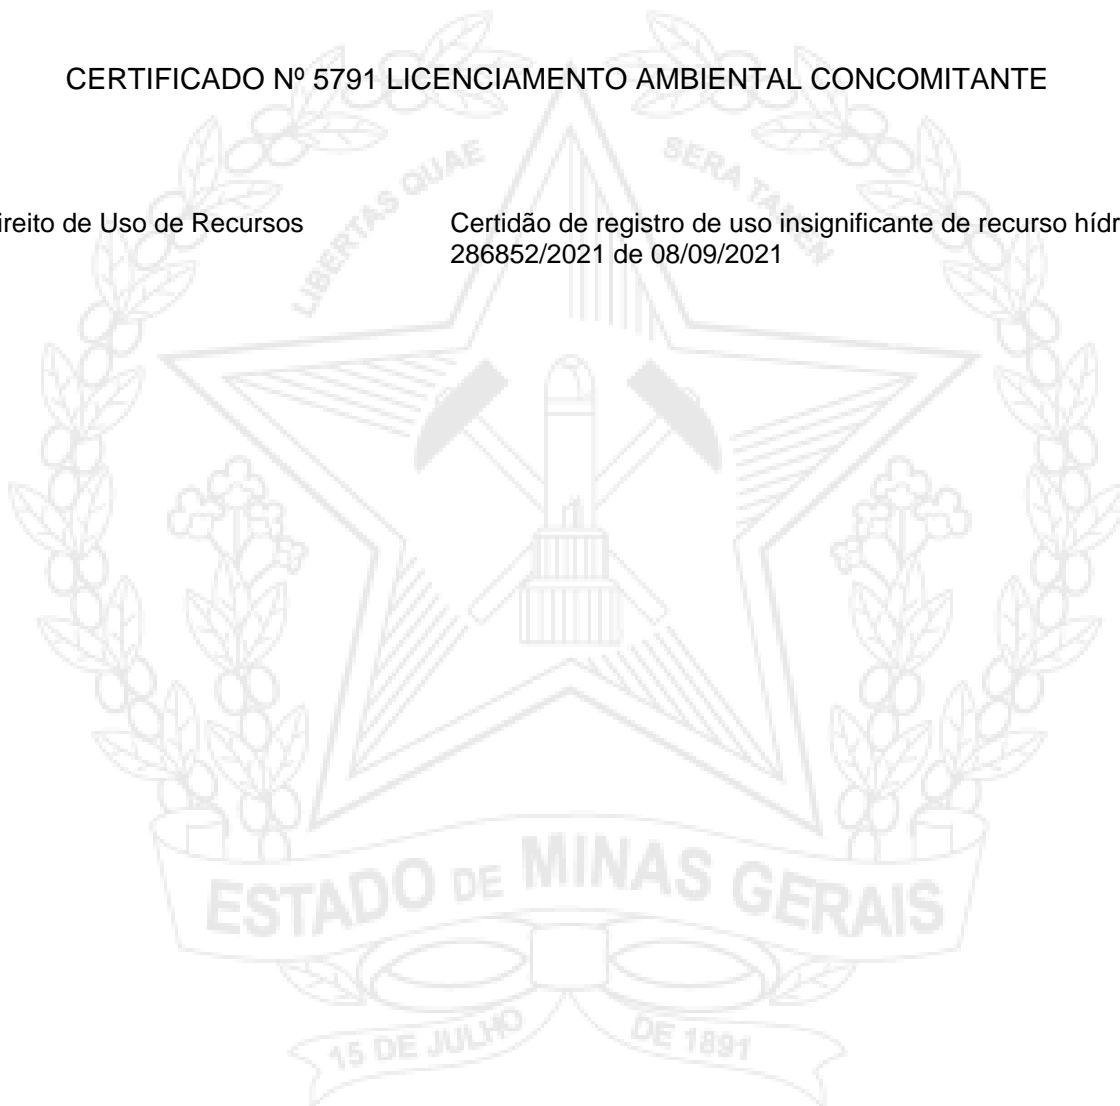 CERTIFICADO Nº 5791 LICENCIAMENTO AMBIENTAL CONCOMITANTE
ireito de Uso de Recursos
Certidão de registro de uso insignificante de recurso hídr
286852/2021 de 08/09/2021
LIBERTAS QUAE SERA TAMEN
ESTADO DE MINAS GERAIS
15 DE JULHO DE 1891